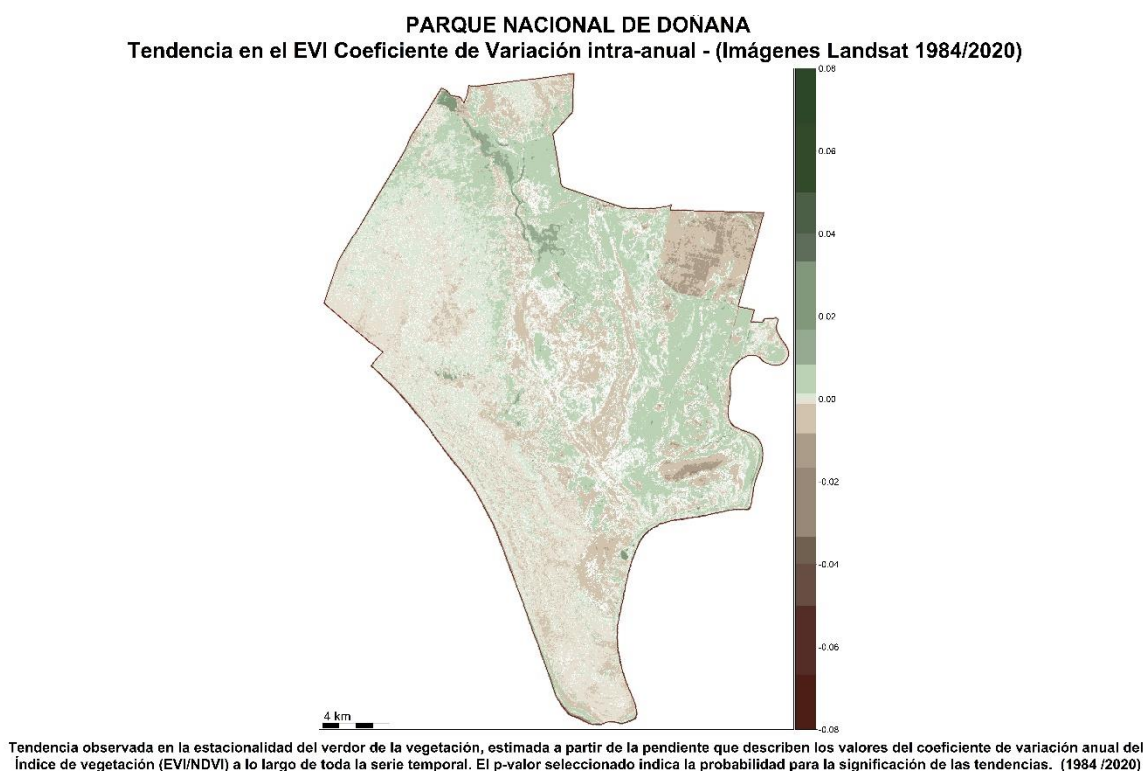 PARQUE NACIONAL DE DOÑANA
Tendencia en el EVI Coeficiente de Variación intra-anual - (Imágenes Landsat 1984/2020)
0.08
0.06
0.04
0.02
0.00
-0.02
-0.04
-0.06
-0.08
4 km
Tendencia observada en la estacionalidad del verdor de la vegetación, estimada a partir de la pendiente que describen los valores del coeficiente de variación anual del
Índice de vegetación (EVI/NDVI) a lo largo de toda la serie temporal. El p-valor seleccionado indica la probabilidad para la significación de las tendencias. (1984 /2020)